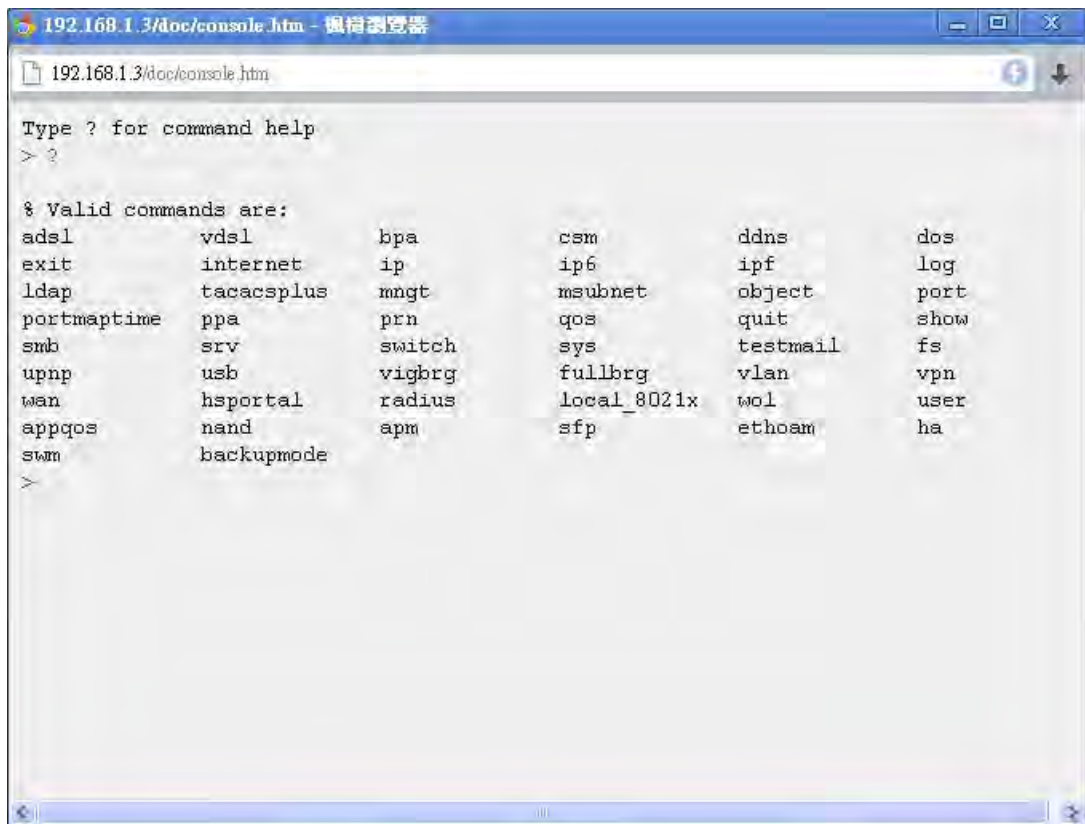 192.168.1.3/doc/console.htm - 楓樹瀏覽器
192.168.1.3/doc/console.htm
Type ? for command help
> ?
% Valid commands are:
adsl vdsl bpa csm ddns dos
exit internet ip ip6 ipf log
ldap tacacsplus mngt msubnet object port
portmaptime ppa prn qos quit show
smb srv switch sys testmail fs
upnp usb vigbrg fullbrg vlan vpn
wan hsportal radius local_8021x wol user
appqos nand apm sfp ethoam ha
swm backupmode
>